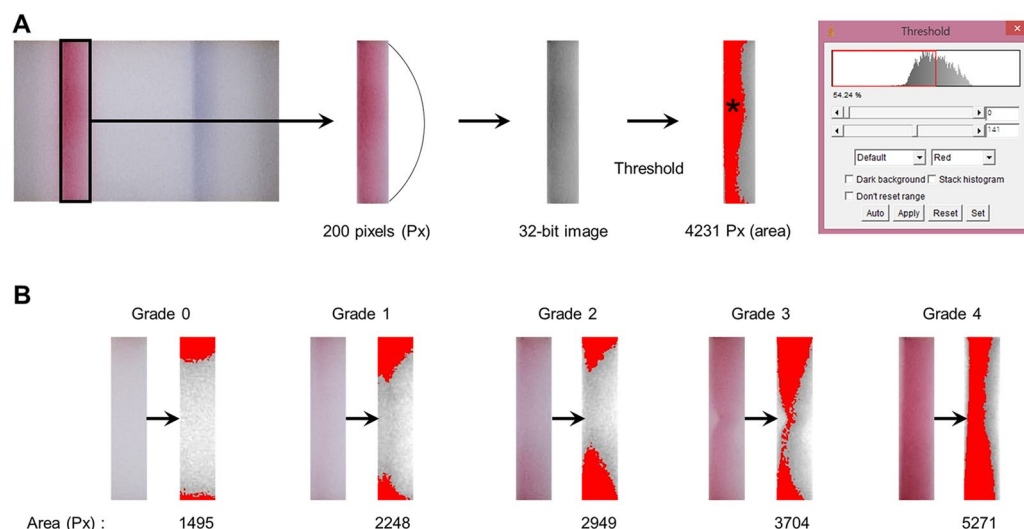 A
200 pixels (Px)
32-bit image
Threshold
*
4231 Px (area)
Threshold
54.24 %
0
141
Default
Red
Dark background
Stack histogram
Don't reset range
Auto
Apply
Reset
Set
B
Grade 0
Grade 1
Grade 2
Grade 3
Grade 4
Area (Px) :
1495
2248
2949
3704
5271